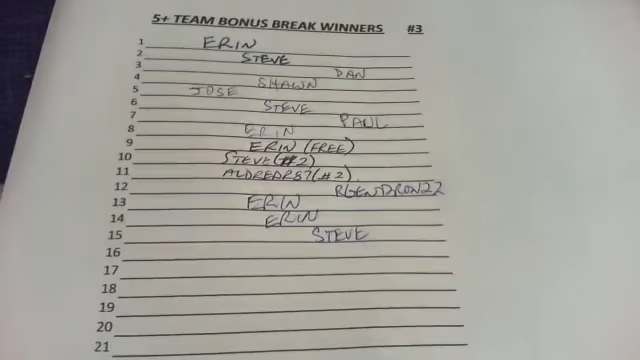 5+ TEAM BONUS BREAK WINNERS #3
1 ERIN
2 STEVE
3 DAN
4 SHAWN
5 JOSE
6 STEVE
7 PAUL
8 ERIN
9 ERIN (FREE)
10 STEVE (#2)
11 ALDREDR87 (#2)
12 RGENDRON22
13 ERIN
14 ERIN
15 STEVE
16
17
18
19
20
21